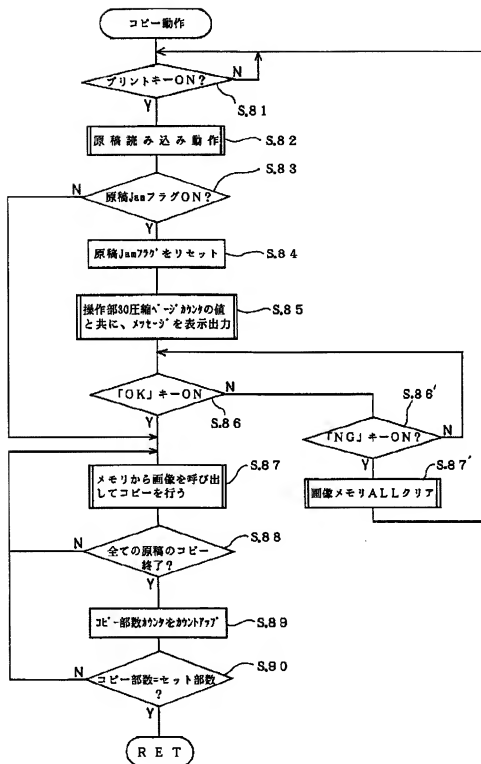 コピー動作
プリントキーON?
N
Y
S.81
原稿読み込み動作
S.82
S.83
原稿JamフラグON?
N
Y
原稿Jamフラグをリセット
S.84
操作部30圧縮ページカウンタの値
と共に、メッセージを表示出力
S.85
「OK」キーON
N
Y
S.86
S.86'
「NG」キーON?
N
Y
S.87'
画像メモリALLクリア
メモリから画像を呼び出
してコピーを行う
S.87
全ての原稿のコピー
終了?
N
Y
S.88
コピー部数カウンタをカウントアップ
S.89
コピー部数=セット部数
?
N
Y
S.90
RET